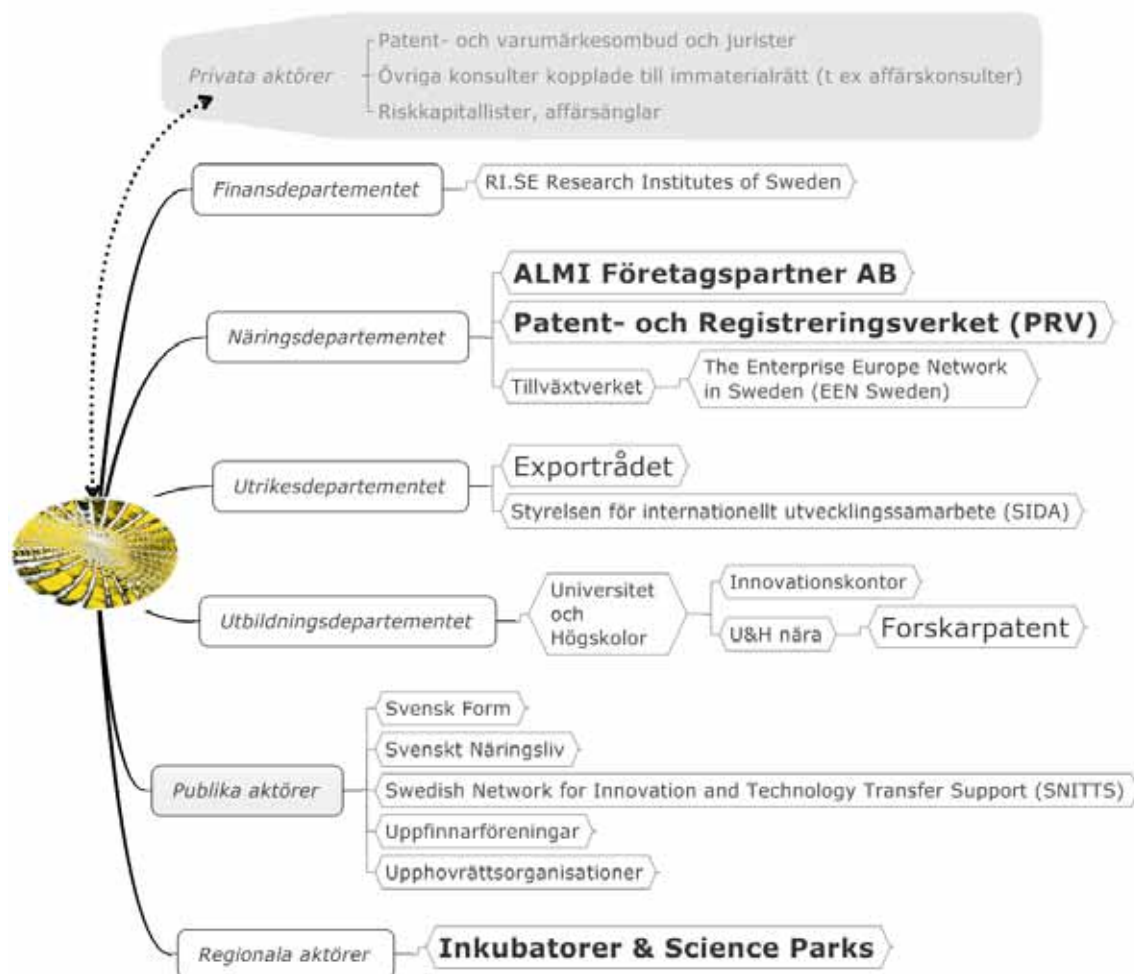 Privata aktörer
Patent- och varumärkesombud och jurister
Övriga konsulter kopplade till immaterialrätt (t ex affärskonsulter)
Riskkapitallister, affärsänglar
Finansdepartementet
RI.SE Research Institutes of Sweden
Näringsdepartementet
ALMI Företagspartner AB
Patent- och Registreringsverket (PRV)
Tillväxtverket
The Enterprise Europe Network
in Sweden (EEN Sweden)
Utrikesdepartementet
Exportrådet
Styrelsen för internationellt utvecklingssamarbete (SIDA)
Utbildningsdepartementet
Universitet
och
Högskolor
Innovationskontor
U&H nära
Forskarpatent
Publika aktörer
Svensk Form
Svenskt Näringsliv
Swedish Network for Innovation and Technology Transfer Support (SNITTS)
Uppfinnarföreningar
Upphovrättsorganisationer
Regionala aktörer
Inkubatorer & Science Parks